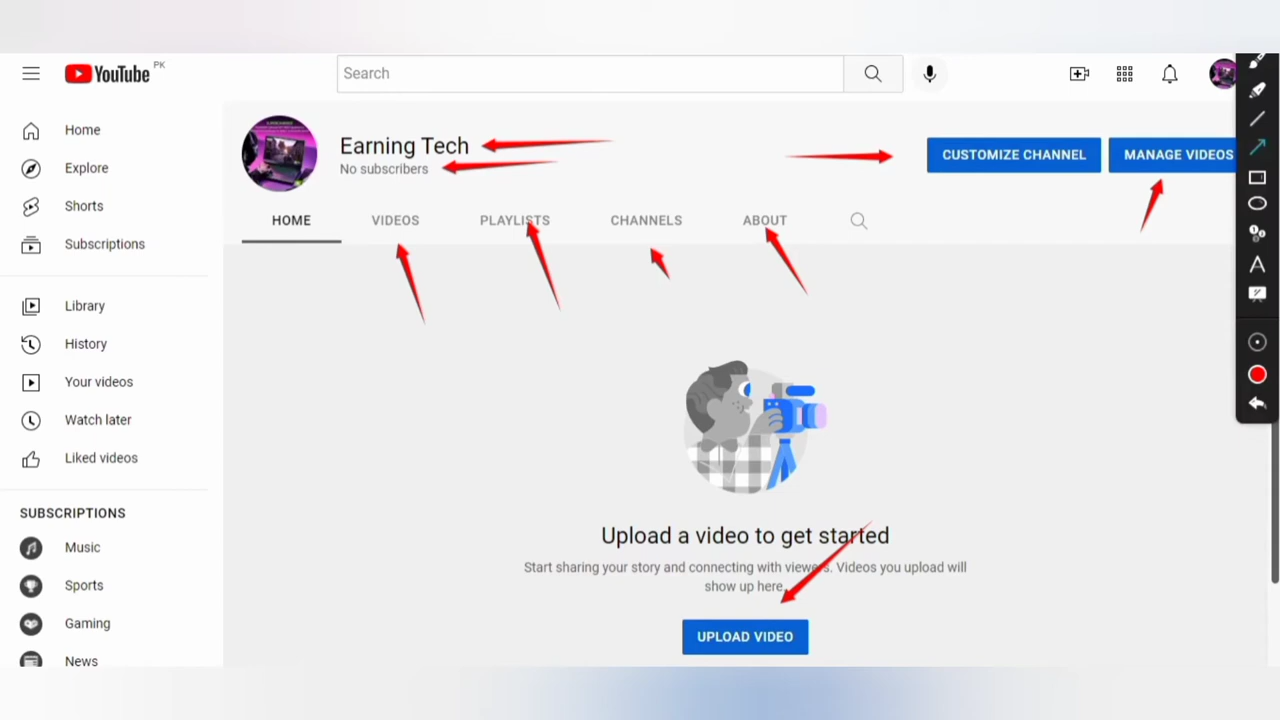 YouTube PK
Search
Home
Explore
Shorts
Subscriptions
Library
History
Your videos
Watch later
Liked videos
SUBSCRIPTIONS
Music
Sports
Gaming
News
Earning Tech
No subscribers
CUSTOMIZE CHANNEL
MANAGE VIDEOS
HOME VIDEOS PLAYLISTS CHANNELS ABOUT
Upload a video to get started
Start sharing your story and connecting with viewers. Videos you upload will
show up here.
UPLOAD VIDEO
A